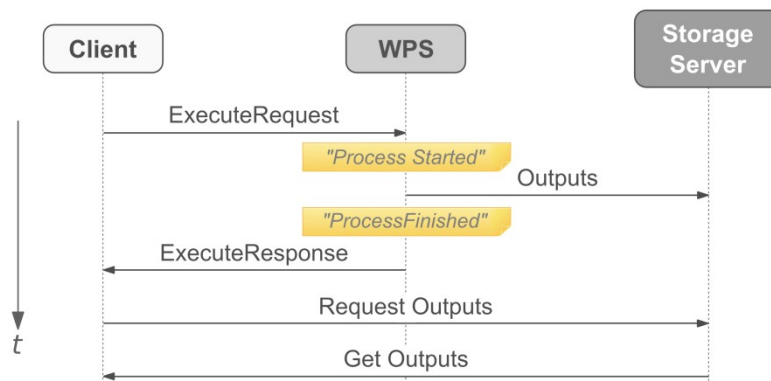 Client
WPS
Storage
Server
ExecuteRequest
"Process Started"
Outputs
"ProcessFinished"
ExecuteResponse
Request Outputs
t
Get Outputs